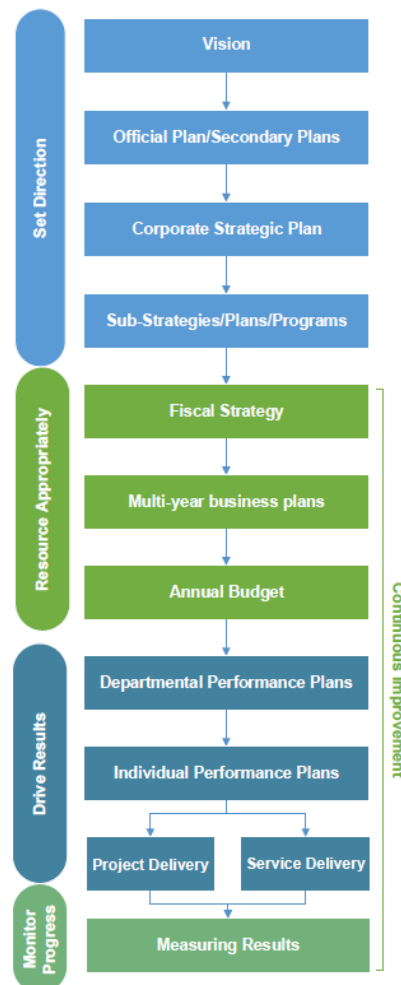 Set Direction
Vision
Official Plan/Secondary Plans
Corporate Strategic Plan
Sub-Strategies/Plans/Programs
Resource Appropriately
Fiscal Strategy
Multi-year business plans
Annual Budget
Drive Results
Departmental Performance Plans
Individual Performance Plans
Project Delivery
Service Delivery
Monitor
Progress
Measuring Results
Continuous Improvement